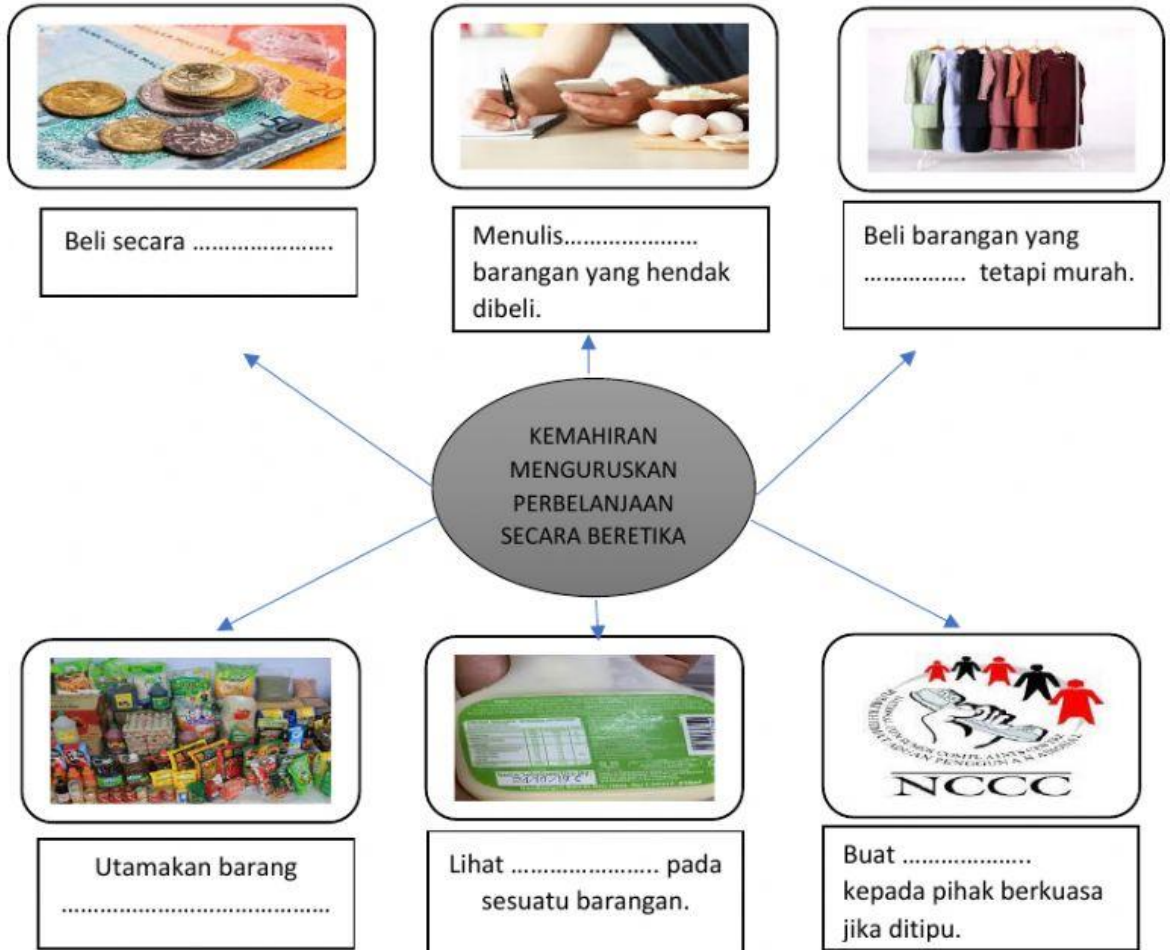 20
Beli secara .......................
Menulis.....................
barangan yang hendak
dibeli.
Beli barangan yang
................ tetapi murah.
KEMAHIRAN
MENGURUSKAN
PERBELANJAAN
SECARA BERETIKA
NCCC
Utamakan barang
...........................................
Lihat ....................... pada
sesuatu barangan.
Buat ....................
kepada pihak berkuasa
jika ditipu.